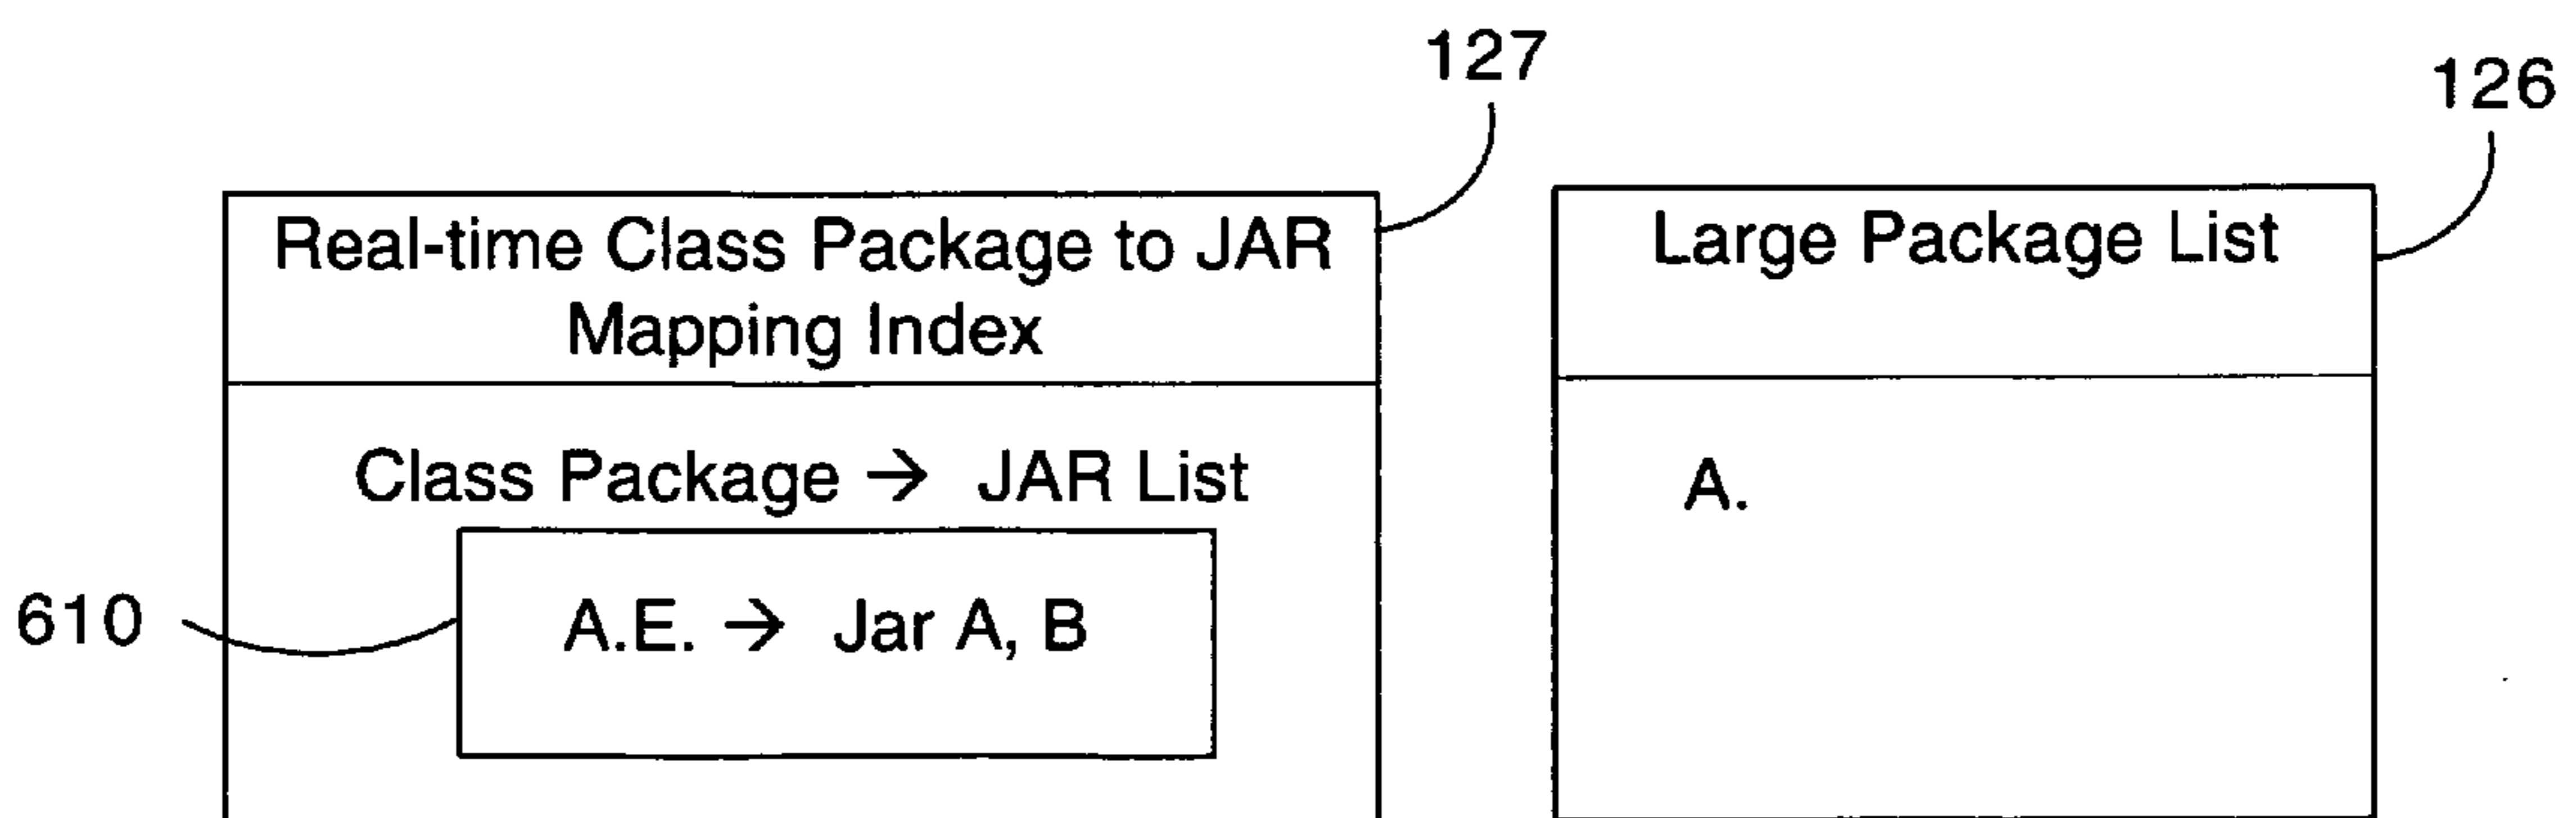 127
126
Real-time Class Package to JAR
Mapping Index
Large Package List
Class Package → JAR List
A.
610
A.E. → Jar A, B